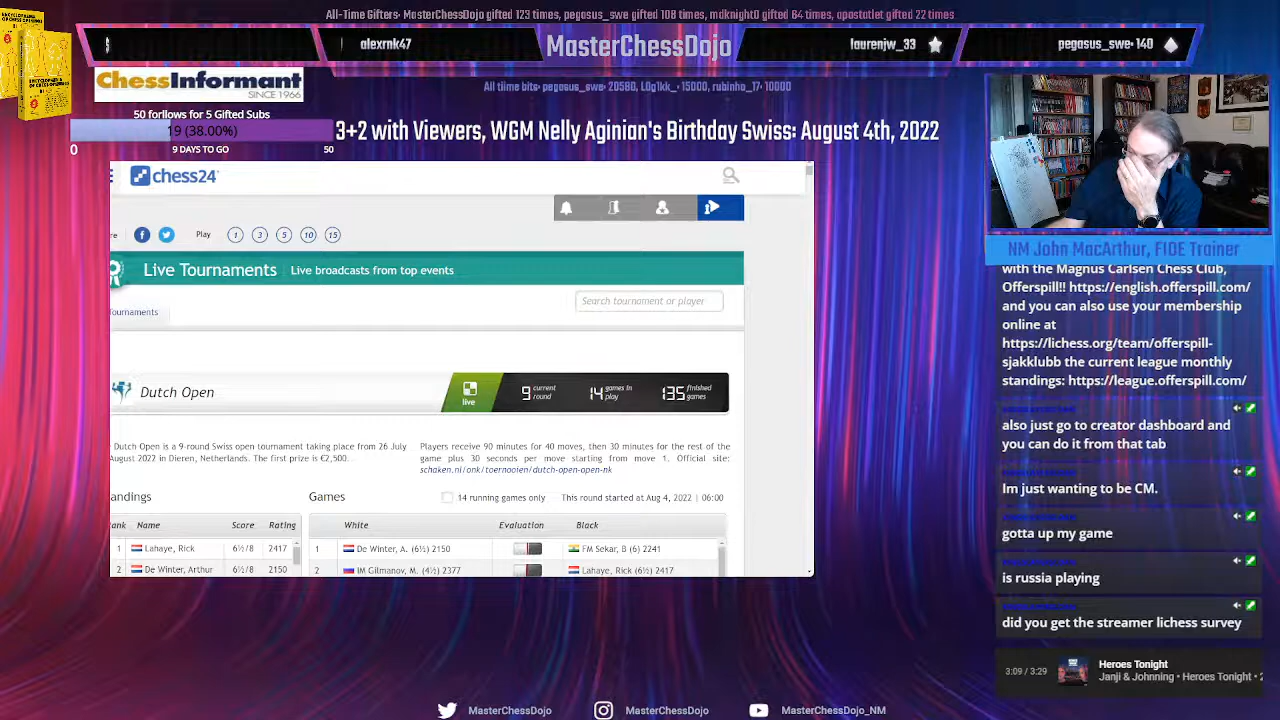 All-Time Gifters· MasterChessDojo gifted 123 times, pegasus_swe gifted 108 times, mdknight0 gifted 64 times, apostatlet gifted 22 times
alexrnk47
MasterChessDojo
laurenjw_33
pegasus_swe· 140
ChessInformant
SINCE 1966
All tiime bits· pegasus_swe· 20580, L0g1kk_· 15000, rubinho_17· 10000
50 forllows for 5 Gifted Subs
19 (38.00%)
0
9 DAYS TO GO
50
3+2 with Viewers, WGM Nelly Aginian's Birthday Swiss: August 4th, 2022
chess24
re
Play
1 3 5 10 15
Live Tournaments
Live broadcasts from top events
Search tournament or player
Tournaments
Dutch Open
live
9 current round
14 games in play
135 finished games
Dutch Open is a 9-round Swiss open tournament taking place from 26 July
August 2022 in Dieren, Netherlands. The first prize is €2,500.
Players receive 90 minutes for 40 moves, then 30 minutes for the rest of the
game plus 30 seconds per move starting from move 1. Official site:
schaken.nl/onk/toernooien/dutch-open-open-nk
andings
Games
14 running games only
This round started at Aug 4, 2022 | 06:00
ank Name Score Rating
White Evaluation Black
1 Lahaye, Rick 6½/8 2417
1 De Winter, A. (6½) 2150 FM Sekar, B (6) 2241
2 De Winter, Arthur 6½/8 2150
2 IM Gilmanov, M. (4½) 2377 Lahaye, Rick (6½) 2417
NM John MacArthur, FIDE Trainer
with the Magnus Carlsen Chess Club,
Offerspill!! https://english.offerspill.com/
and you can also use your membership
online at
https://lichess.org/team/offerspill-
sjakklubb the current league monthly
standings: https://league.offerspill.com/
also just go to creator dashboard and
you can do it from that tab
Im just wanting to be CM.
gotta up my game
is russia playing
did you get the streamer lichess survey
3:09 / 3:29
Heroes Tonight
Janji & Johnning • Heroes Tonight • 2
MasterChessDojo
MasterChessDojo
MasterChessDojo_NM